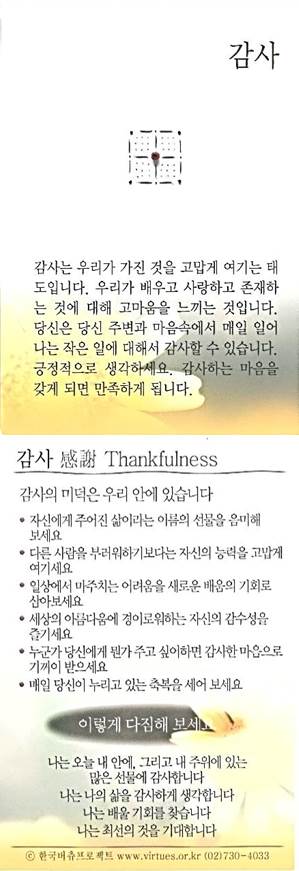 감사
감사는 우리가 가진 것을 고맙게 여기는 태
도입니다. 우리가 배우고 사랑하고 존재하
는 것에 대해 고마움을 느끼는 것입니다.
당신은 당신 주변과 마음속에서 매일 일어
나는 작은 일에 대해서 감사할 수 있습니다.
긍정적으로 생각하세요. 감사하는 마음을
갖게 되면 만족하게 됩니다.
감사 感謝 Thankfulness
감사의 미덕은 우리 안에 있습니다
• 자신에게 주어진 삶이라는 이름의 선물을 음미해
보세요
• 다른 사람을 부러워하기보다는 자신의 능력을 고맙게
여기세요
• 일상에서 마주치는 어려움을 새로운 배움의 기회로
삼아보세요
• 세상의 아름다움에 경이로워하는 자신의 감수성을
즐기세요
• 누군가 당신에게 뭔가 주고 싶어하면 감사한 마음으로
기꺼이 받으세요
• 매일 당신이 누리고 있는 축복을 세어 보세요
이렇게 다짐해 보세요
나는 오늘 내 안에, 그리고 내 주위에 있는
많은 선물에 감사합니다
나는 나의 삶을 감사하게 생각합니다
나는 배울 기회를 찾습니다
나는 최선의 것을 기대합니다
ⓒ 한국버츄프로젝트 www.virtues.or.kr (02)730-4033